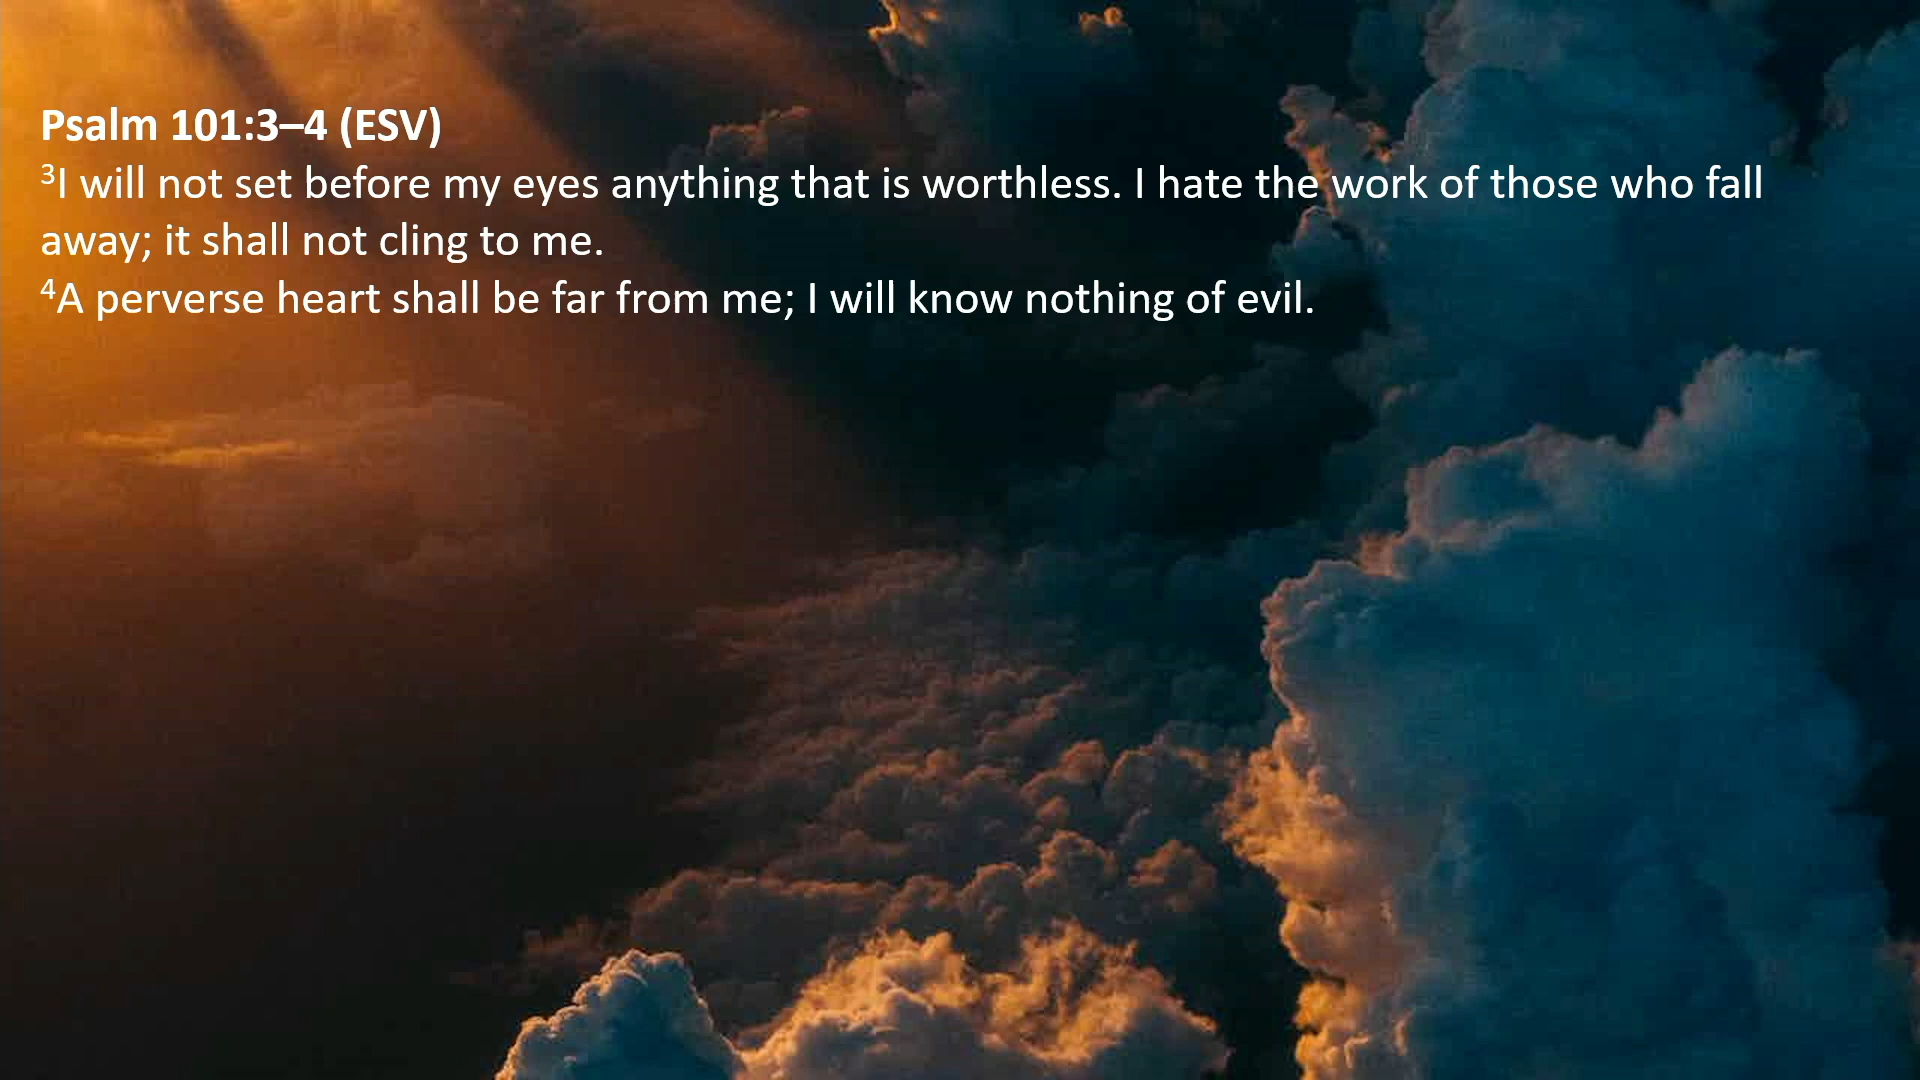 Psalm 101:3–4 (ESV)
³I will not set before my eyes anything that is worthless. I hate the work of those who fall
away; it shall not cling to me.
⁴A perverse heart shall be far from me; I will know nothing of evil.